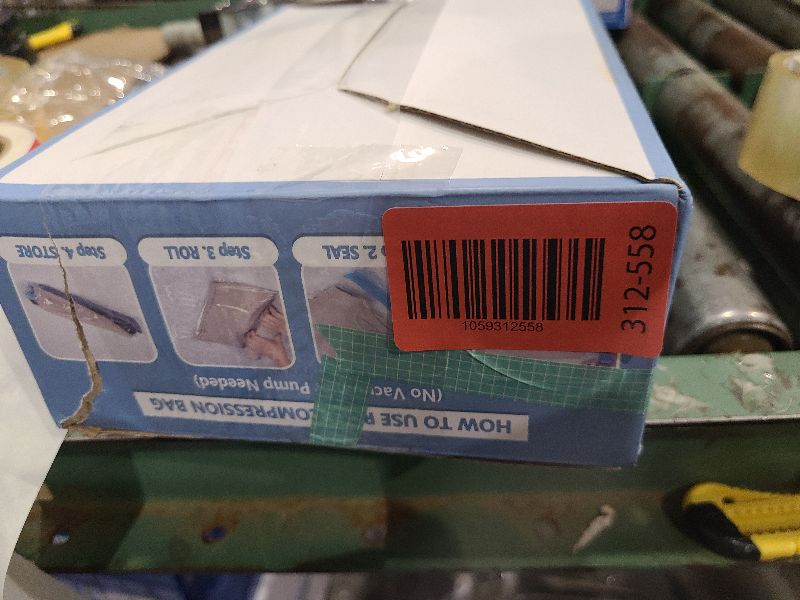 HOW TO USE R
COMPRESSION BAG
(No Vac
Pump Needed)
2. SEAL
Step 3. ROLL
Step 4. STORE
1059312558
312-558